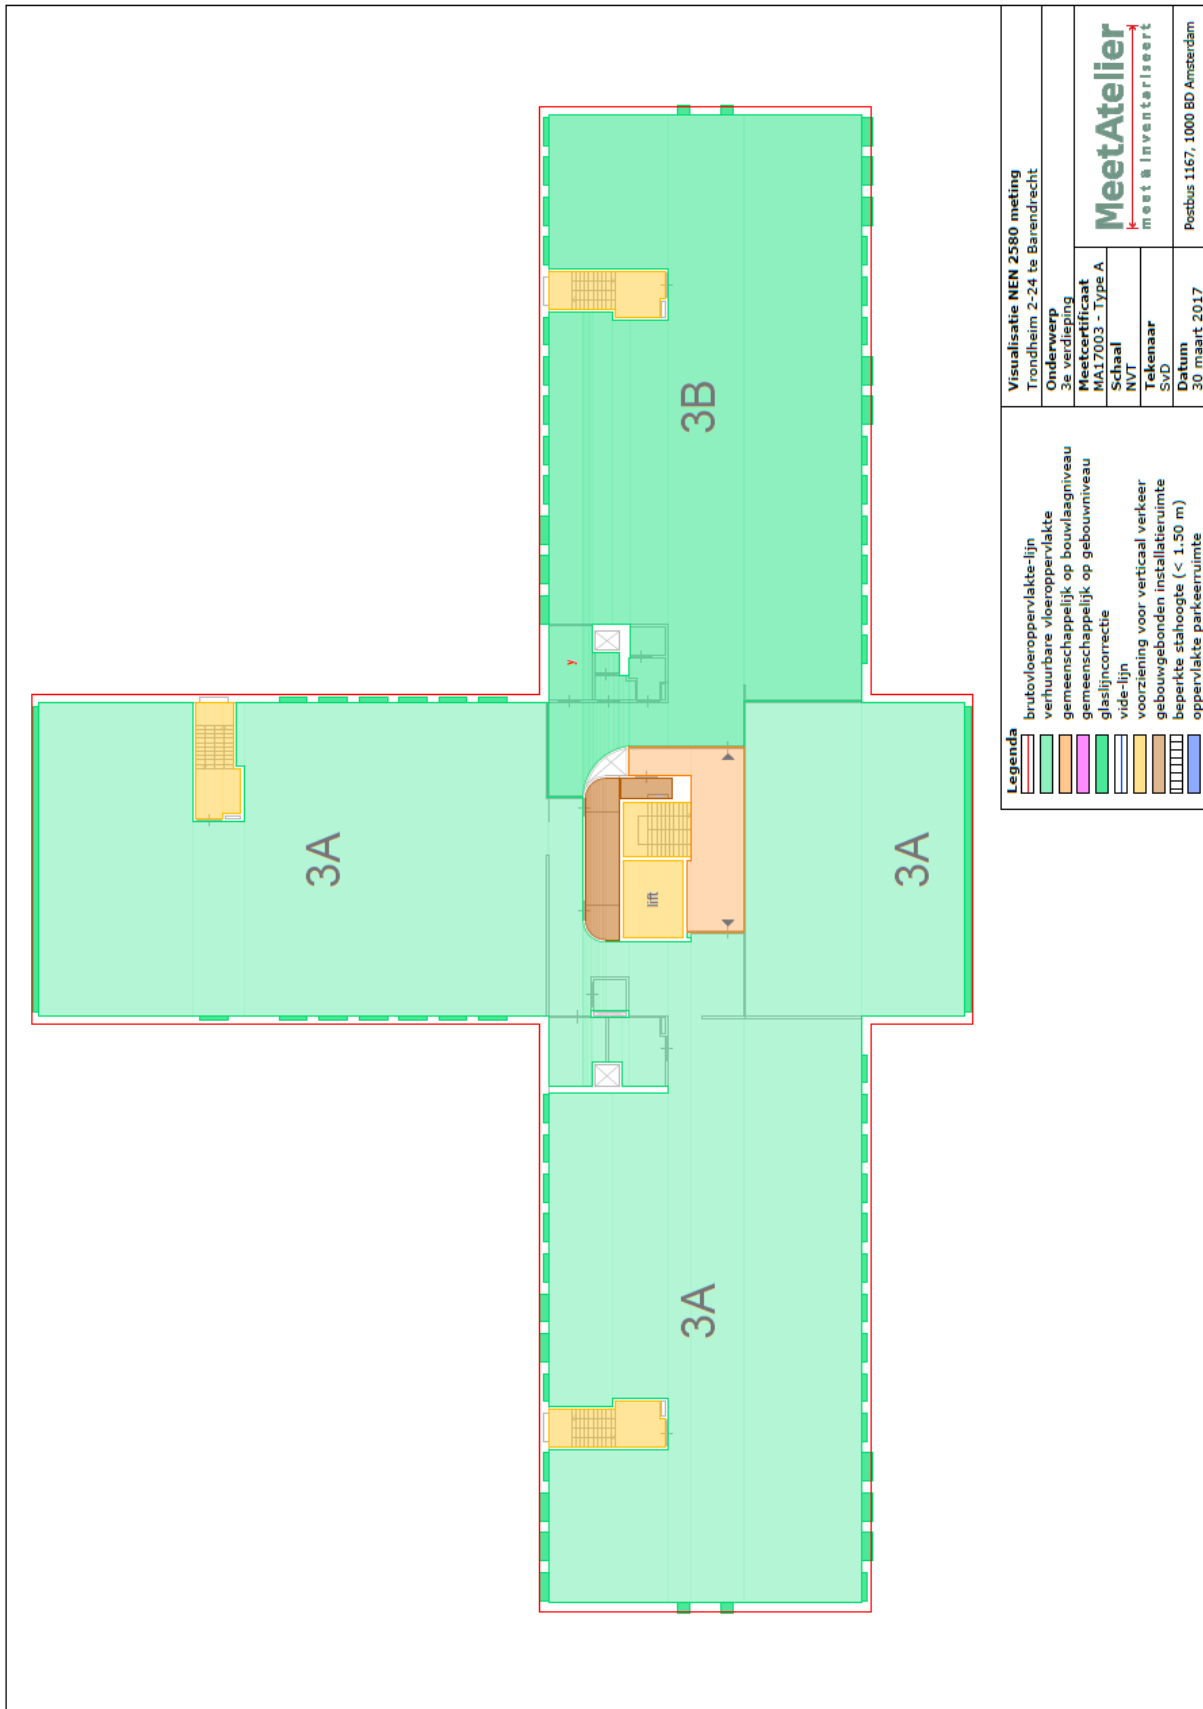 3B
3A
3A
3A
lift
y
Legenda
brutovloeroppervlakte-lijn
verhuurbare vloeroppervlakte
gemeenschappelijk op bouwlaagniveau
gemeenschappelijk op gebouwniveau
glaslijncorrectie
vide-lijn
voorziening voor verticaal verkeer
gebouwgebonden installatieruimte
beperkte stahoogte (< 1.50 m)
oppervlakte parkeerruimte
Visualisatie NEN 2580 meting
Trondheim 2-24 te Barendrecht
Onderwerp
3e verdieping
Meetcertificaat
MA17003 - Type A
Schaal
NVT
Tekenaar
SvD
Datum
30 maart 2017
MeetAtelier
meet & inventariseert
Postbus 1167, 1000 BD Amsterdam